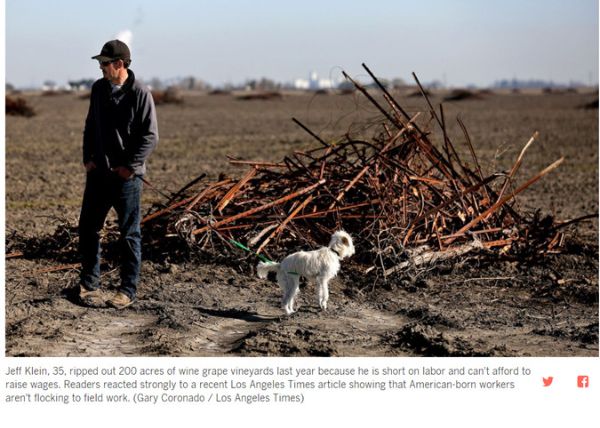 Jeff Klein, 35, ripped out 200 acres of wine grape vineyards last year because he is short on labor and can't afford to
raise wages. Readers reacted strongly to a recent Los Angeles Times article showing that American-born workers
aren't flocking to field work. (Gary Coronado / Los Angeles Times)